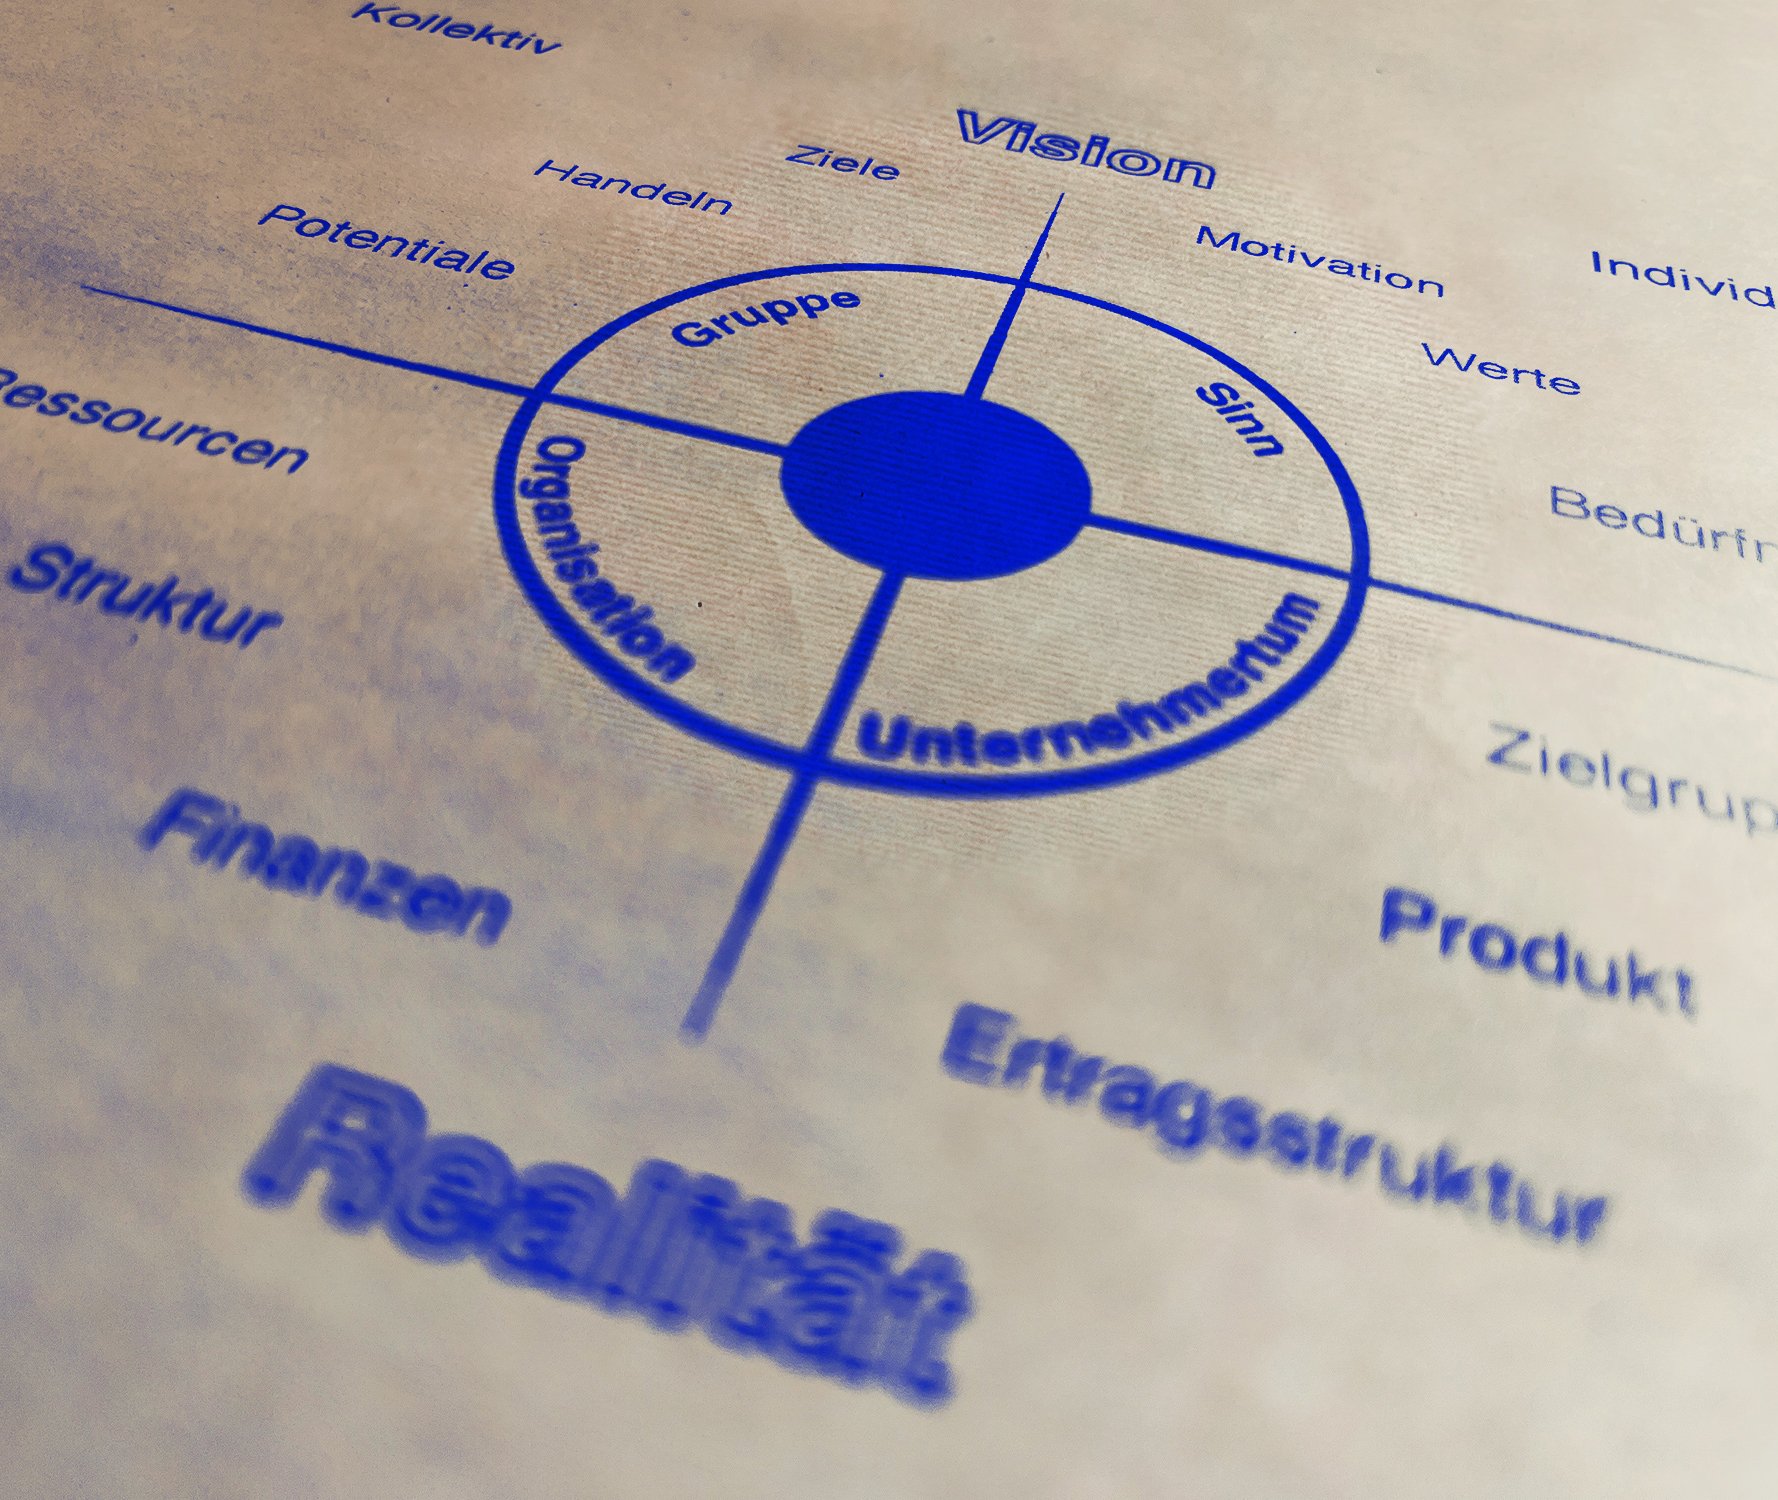 Kollektiv
Vision
Ziele
Handeln
Potentiale
Motivation
Individ
Werte
Gruppe
Sinn
Ressourcen
Organisation
Bedürfn
Struktur
Unternehmertum
Zielgrup
Finanzen
Produkt
Ertragsstruktur
Realität